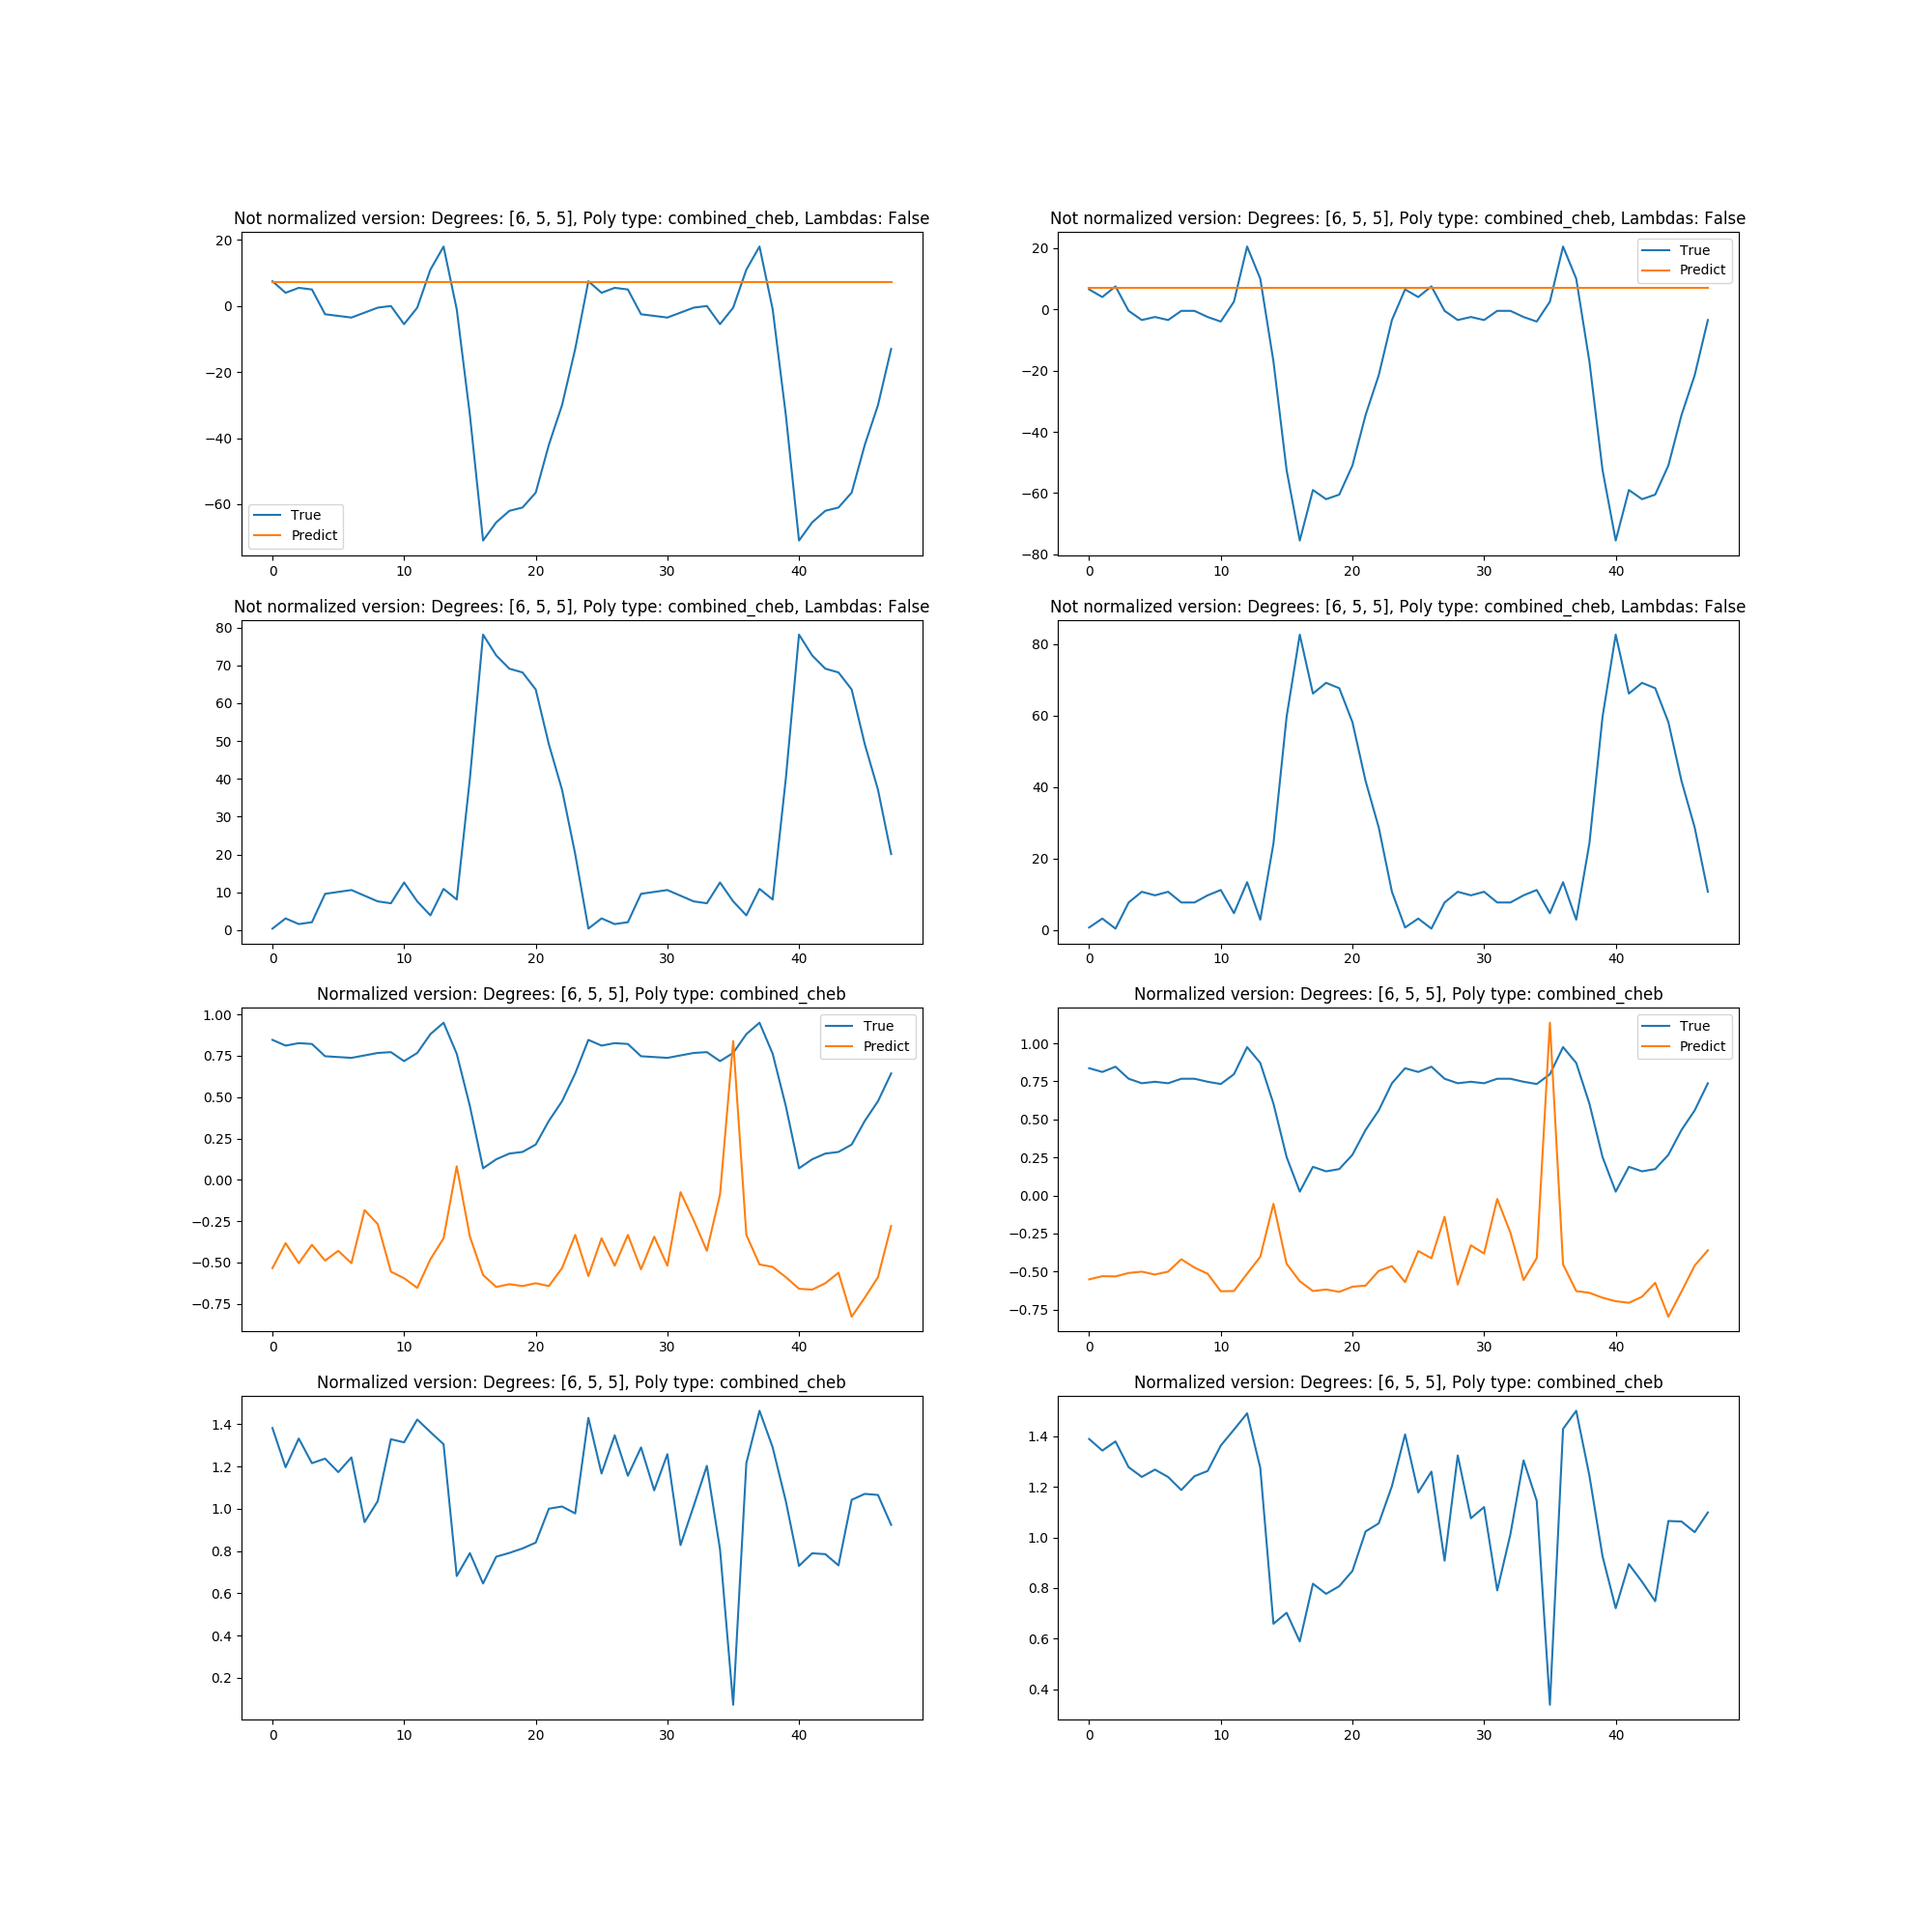 Not normalized version: Degrees: [6, 5, 5], Poly type: combined_cheb, Lambdas: False
20
0
−20
−40
−60
True
Predict
0 10 20 30 40
Not normalized version: Degrees: [6, 5, 5], Poly type: combined_cheb, Lambdas: False
20
0
−20
−40
−60
−80
True
Predict
0 10 20 30 40
Not normalized version: Degrees: [6, 5, 5], Poly type: combined_cheb, Lambdas: False
80
70
60
50
40
30
20
10
0
0 10 20 30 40
Not normalized version: Degrees: [6, 5, 5], Poly type: combined_cheb, Lambdas: False
80
60
40
20
0
0 10 20 30 40
Normalized version: Degrees: [6, 5, 5], Poly type: combined_cheb
1.00
0.75
0.50
0.25
0.00
−0.25
−0.50
−0.75
True
Predict
0 10 20 30 40
Normalized version: Degrees: [6, 5, 5], Poly type: combined_cheb
1.00
0.75
0.50
0.25
0.00
−0.25
−0.50
−0.75
True
Predict
0 10 20 30 40
Normalized version: Degrees: [6, 5, 5], Poly type: combined_cheb
1.4
1.2
1.0
0.8
0.6
0.4
0.2
0 10 20 30 40
Normalized version: Degrees: [6, 5, 5], Poly type: combined_cheb
1.4
1.2
1.0
0.8
0.6
0.4
0 10 20 30 40